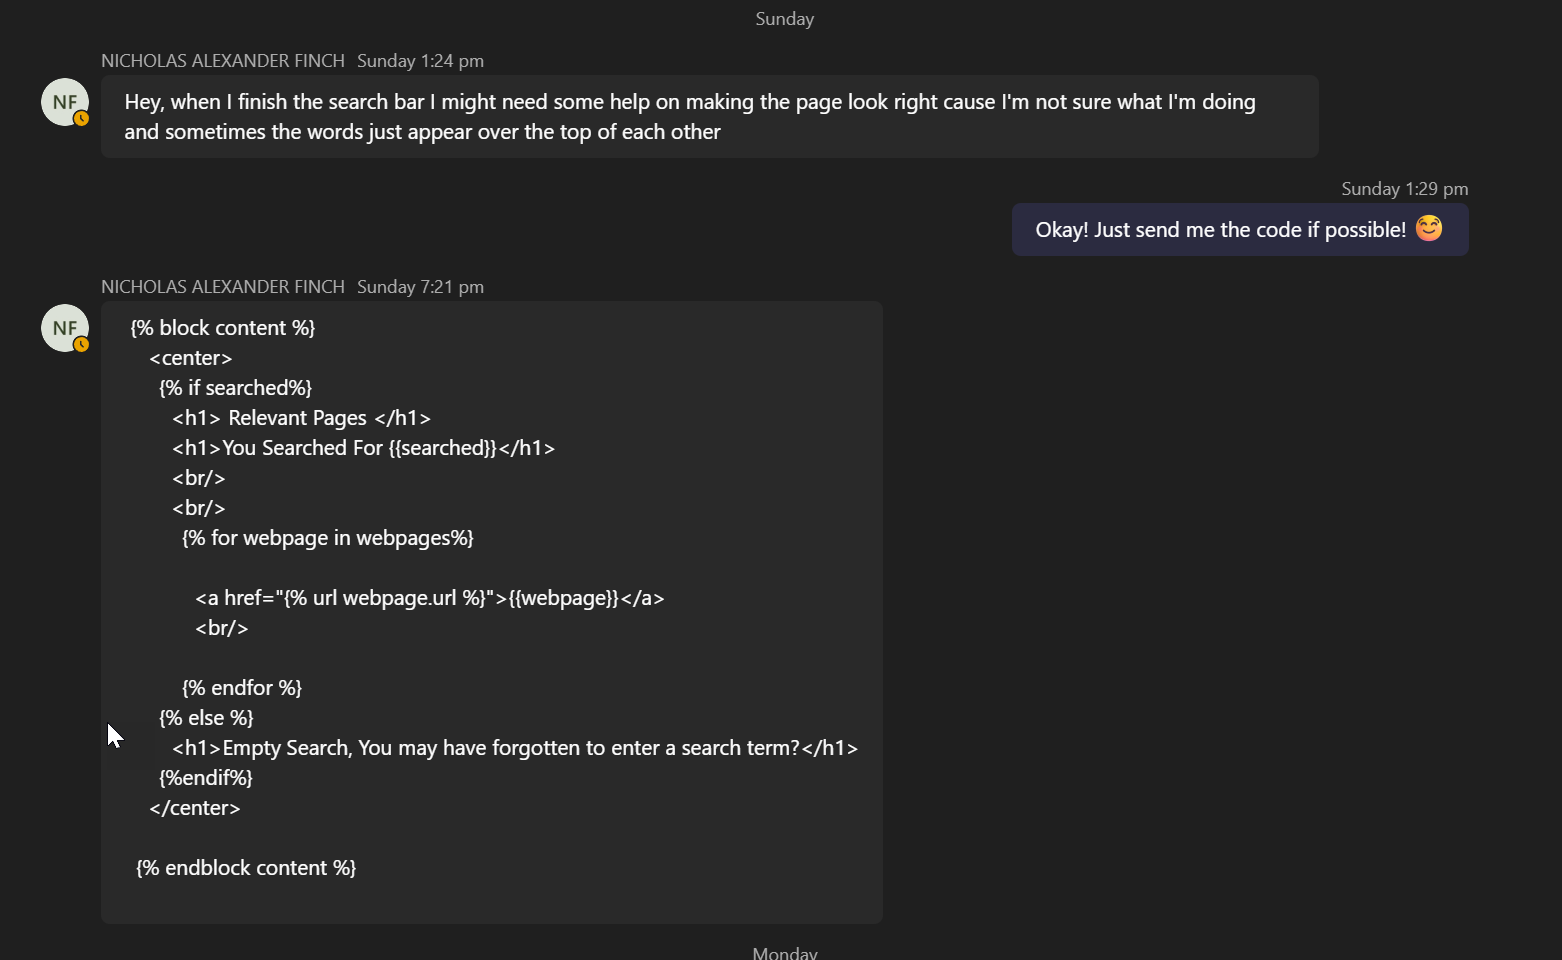 Sunday
NICHOLAS ALEXANDER FINCH Sunday 1:24 pm
NF
Hey, when I finish the search bar I might need some help on making the page look right cause I'm not sure what I'm doing
and sometimes the words just appear over the top of each other
Sunday 1:29 pm
Okay! Just send me the code if possible! 😊
NICHOLAS ALEXANDER FINCH Sunday 7:21 pm
NF
{% block content %}
<center>
{% if searched%}
<h1> Relevant Pages </h1>
<h1>You Searched For {{searched}}</h1>
<br/>
<br/>
{% for webpage in webpages%}
<a href="{% url webpage.url %}">{{webpage}}</a>
<br/>
{% endfor %}
{% else %}
<h1>Empty Search, You may have forgotten to enter a search term?</h1>
{%endif%}
</center>
{% endblock content %}
Monday